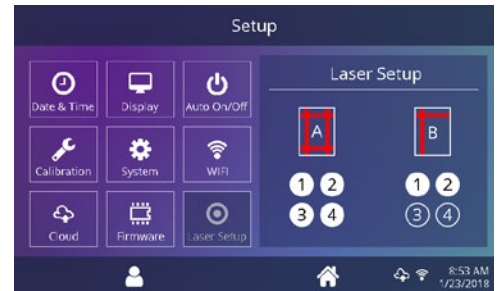 Setup
Date & Time
Display
Auto On/Off
Calibration
System
WIFI
Cloud
Firmware
Laser Setup
Laser Setup
A
B
1 2
3 4
1 2
3 4
8:53 AM
1/23/2018